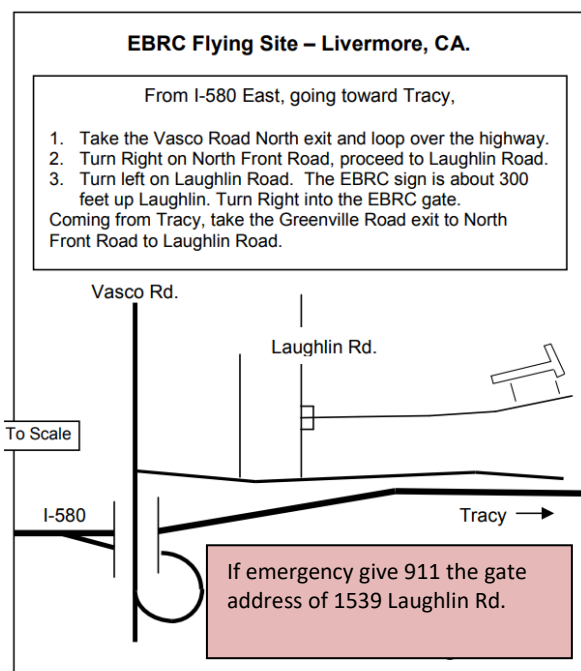 EBRC Flying Site – Livermore, CA.
From I-580 East, going toward Tracy,
1. Take the Vasco Road North exit and loop over the highway.
2. Turn Right on North Front Road, proceed to Laughlin Road.
3. Turn left on Laughlin Road. The EBRC sign is about 300
feet up Laughlin. Turn Right into the EBRC gate.
Coming from Tracy, take the Greenville Road exit to North
Front Road to Laughlin Road.
Vasco Rd.
Laughlin Rd.
To Scale
I-580
Tracy
If emergency give 911 the gate
address of 1539 Laughlin Rd.